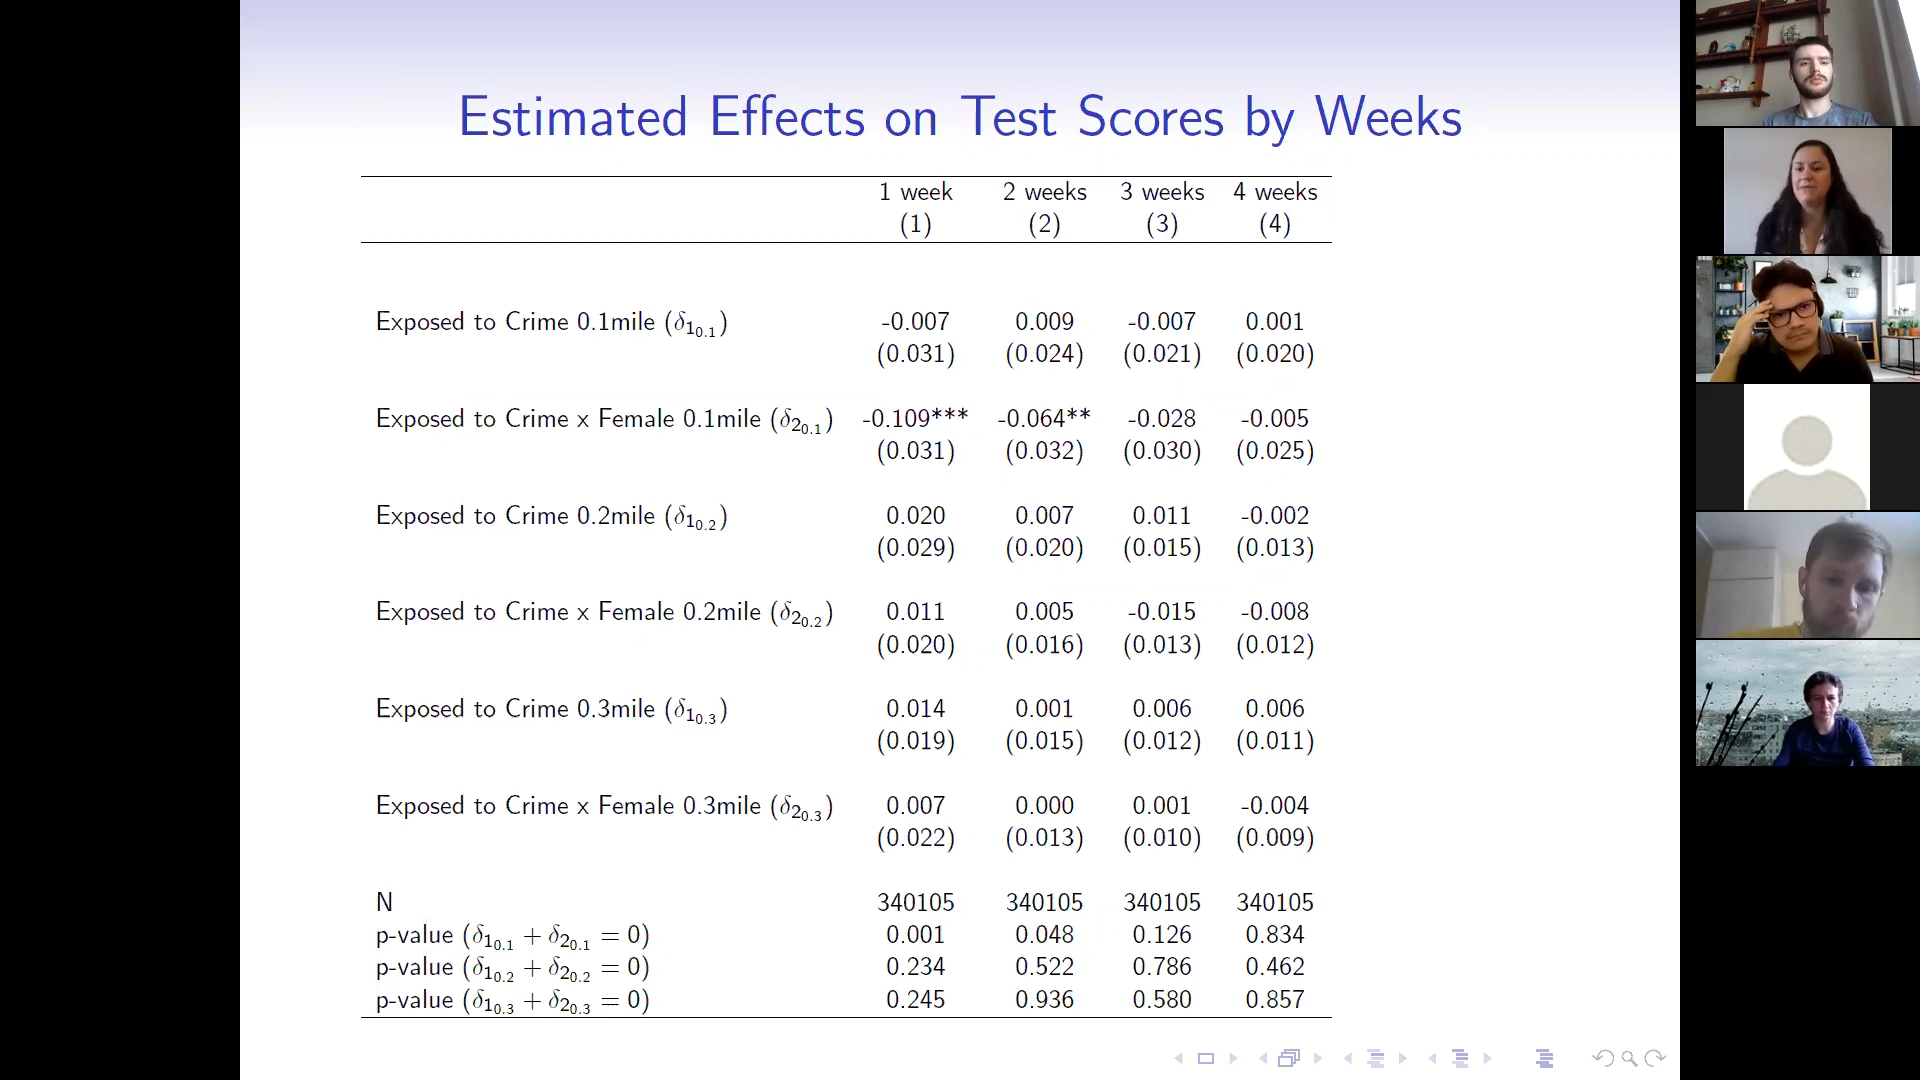 Estimated Effects on Test Scores by Weeks
1 week 2 weeks 3 weeks 4 weeks
(1) (2) (3) (4)
Exposed to Crime 0.1mile (δ₁₀.₁) -0.007 0.009 -0.007 0.001
(0.031) (0.024) (0.021) (0.020)
Exposed to Crime x Female 0.1mile (δ₂₀.₁) -0.109*** -0.064** -0.028 -0.005
(0.031) (0.032) (0.030) (0.025)
Exposed to Crime 0.2mile (δ₁₀.₂) 0.020 0.007 0.011 -0.002
(0.029) (0.020) (0.015) (0.013)
Exposed to Crime x Female 0.2mile (δ₂₀.₂) 0.011 0.005 -0.015 -0.008
(0.020) (0.016) (0.013) (0.012)
Exposed to Crime 0.3mile (δ₁₀.₃) 0.014 0.001 0.006 0.006
(0.019) (0.015) (0.012) (0.011)
Exposed to Crime x Female 0.3mile (δ₂₀.₃) 0.007 0.000 0.001 -0.004
(0.022) (0.013) (0.010) (0.009)
N 340105 340105 340105 340105
p-value (δ₁₀.₁ + δ₂₀.₁ = 0) 0.001 0.048 0.126 0.834
p-value (δ₁₀.₂ + δ₂₀.₂ = 0) 0.234 0.522 0.786 0.462
p-value (δ₁₀.₃ + δ₂₀.₃ = 0) 0.245 0.936 0.580 0.857